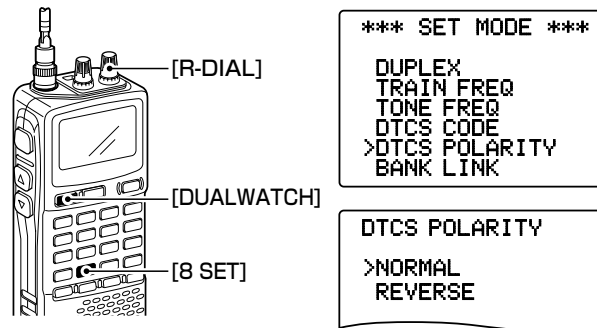 [R-DIAL]
[DUALWATCH]
[8 SET]
*** SET MODE ***
DUPLEX
TRAIN FREQ
TONE FREQ
DTCS CODE
>DTCS POLARITY
BANK LINK
DTCS POLARITY
>NORMAL
REVERSE